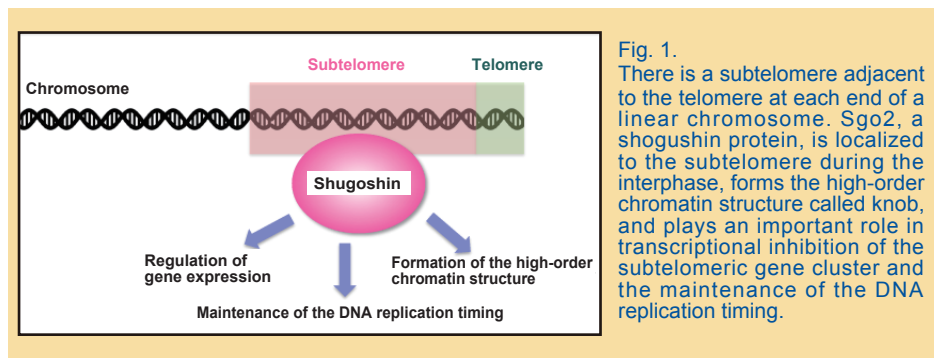 Subtelomere
Telomere
Chromosome
Shugoshin
Regulation of
gene expression
Formation of the high-order
chromatin structure
Maintenance of the DNA replication timing
Fig. 1.
There is a subtelomere adjacent
to the telomere at each end of a
linear chromosome. Sgo2, a
shogushin protein, is localized
to the subtelomere during the
interphase, forms the high-order
chromatin structure called knob,
and plays an important role in
transcriptional inhibition of the
subtelomeric gene cluster and
the maintenance of the DNA
replication timing.